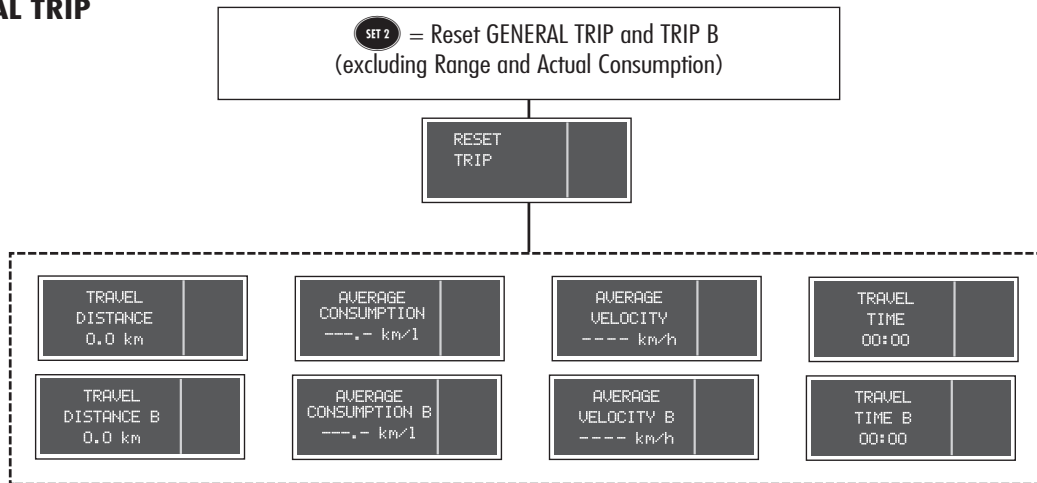 AL TRIP
SET 2 = Reset GENERAL TRIP and TRIP B
(excluding Range and Actual Consumption)
RESET
TRIP
TRAVEL
DISTANCE
0.0 km
AVERAGE
CONSUMPTION
---.- km/l
AVERAGE
VELOCITY
---- km/h
TRAVEL
TIME
00:00
TRAVEL
DISTANCE B
0.0 km
AVERAGE
CONSUMPTION B
---.- km/l
AVERAGE
VELOCITY B
---- km/h
TRAVEL
TIME B
00:00